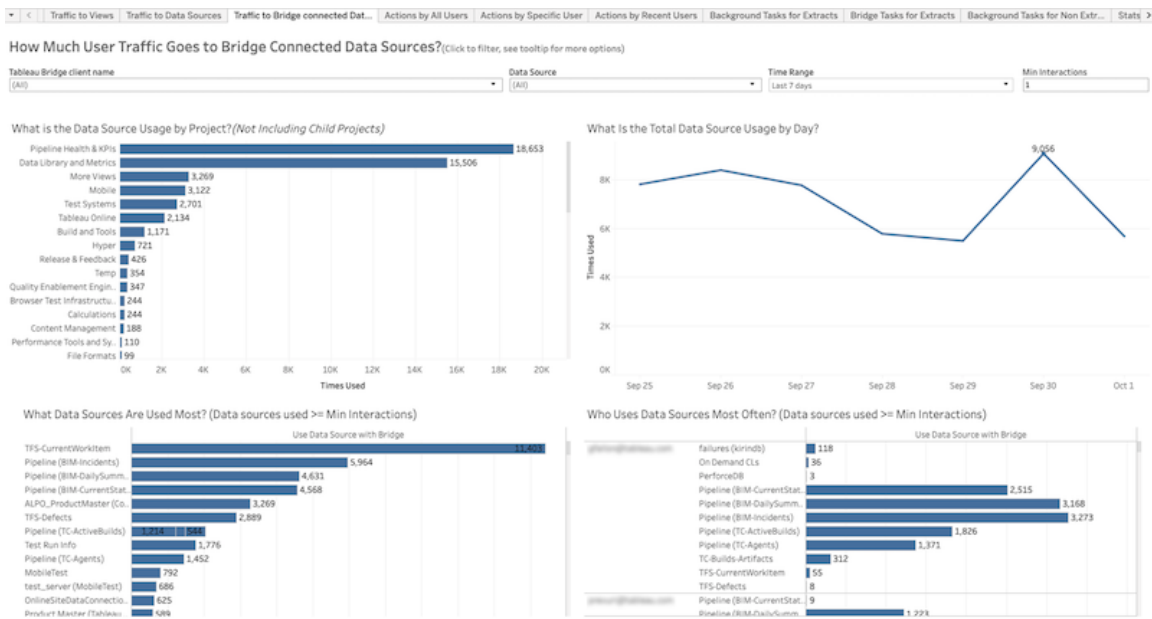 Traffic to Views Traffic to Data Sources Traffic to Bridge connected Dat... Actions by All Users Actions by Specific User Actions by Recent Users Background Tasks for Extracts Bridge Tasks for Extracts Background Tasks for Non Extr... Stats
How Much User Traffic Goes to Bridge Connected Data Sources?(Click to filter, see tooltip for more options)
Tableau Bridge client name Data Source Time Range Min Interactions
(All) (All) Last 7 days 1
What is the Data Source Usage by Project?(Not Including Child Projects)
Pipeline Health & KPIs 18,653
Data Library and Metrics 15,506
More Views 3,269
Mobile 3,122
Test Systems 2,701
Tableau Online 2,134
Build and Tools 1,171
Hyper 721
Release & Feedback 426
Temp 354
Quality Enablement Engin.. 347
Browser Test Infrastructu.. 244
Calculations 244
Content Management 188
Performance Tools and Sy.. 110
File Formats 99
0K 2K 4K 6K 8K 10K 12K 14K 16K 18K 20K
Times Used
What Is the Total Data Source Usage by Day?
9,056
8K
6K
4K
2K
0K
Times Used
Sep 25 Sep 26 Sep 27 Sep 28 Sep 29 Sep 30 Oct 1
What Data Sources Are Used Most? (Data sources used >= Min Interactions)
Use Data Source with Bridge
TFS-CurrentWorkItem 11,403
Pipeline (BIM-Incidents) 5,964
Pipeline (BIM-DailySumm.. 4,631
Pipeline (BIM-CurrentStat.. 4,568
ALPO_ProductMaster (Co.. 3,269
TFS-Defects 2,889
Pipeline (TC-ActiveBuilds) 1,214 544
Test Run Info 1,776
Pipeline (TC-Agents) 1,452
MobileTest 792
test_server (MobileTest) 686
OnlineSiteDataConnectio.. 625
Product Master (Tableau.. 589
Who Uses Data Sources Most Often? (Data sources used >= Min Interactions)
Use Data Source with Bridge
failures (kirindb) 118
On Demand CLs 36
PerforceDB 3
Pipeline (BIM-CurrentStat.. 2,515
Pipeline (BIM-DailySumm.. 3,168
Pipeline (BIM-Incidents) 3,273
Pipeline (TC-ActiveBuilds) 1,826
Pipeline (TC-Agents) 1,371
TC-Builds-Artifacts 312
TFS-CurrentWorkItem 55
TFS-Defects 8
Pipeline (BIM-CurrentStat.. 9
Pipeline (BIM-DailySumm.. 1,223